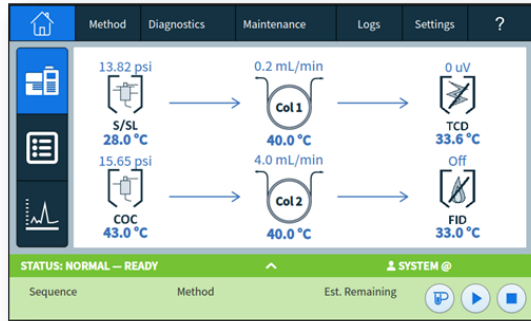 Method Diagnostics Maintenance Logs Settings ?
13.82 psi 0.2 mL/min 0 uV
Col 1
S/SL TCD
28.0 °C 40.0 °C 33.6 °C
15.65 psi 4.0 mL/min Off
Col 2
COC FID
43.0 °C 40.0 °C 33.0 °C
STATUS: NORMAL — READY SYSTEM @
Sequence Method Est. Remaining